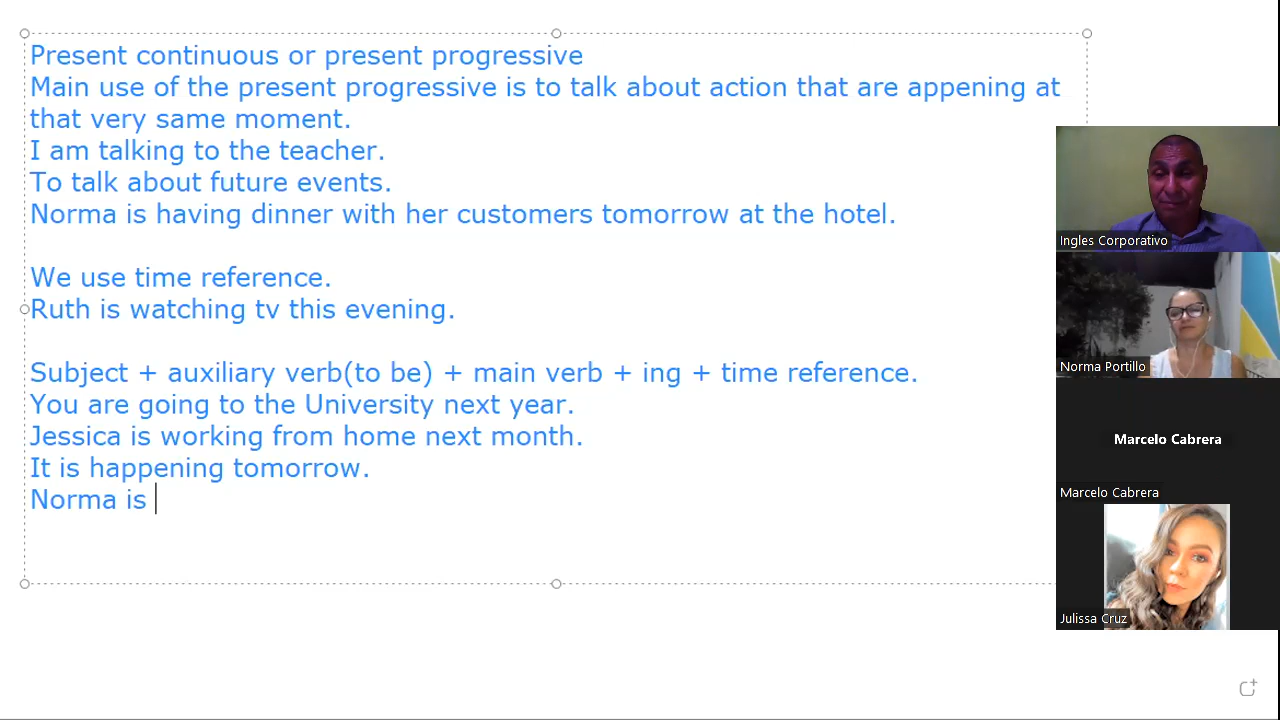 Present continuous or present progressive
Main use of the present progressive is to talk about action that are appening at
that very same moment.
I am talking to the teacher.
To talk about future events.
Norma is having dinner with her customers tomorrow at the hotel.
We use time reference.
Ruth is watching tv this evening.
Subject + auxiliary verb(to be) + main verb + ing + time reference.
You are going to the University next year.
Jessica is working from home next month.
It is happening tomorrow.
Norma is
Ingles Corporativo
Norma Portillo
Marcelo Cabrera
Marcelo Cabrera
Julissa Cruz